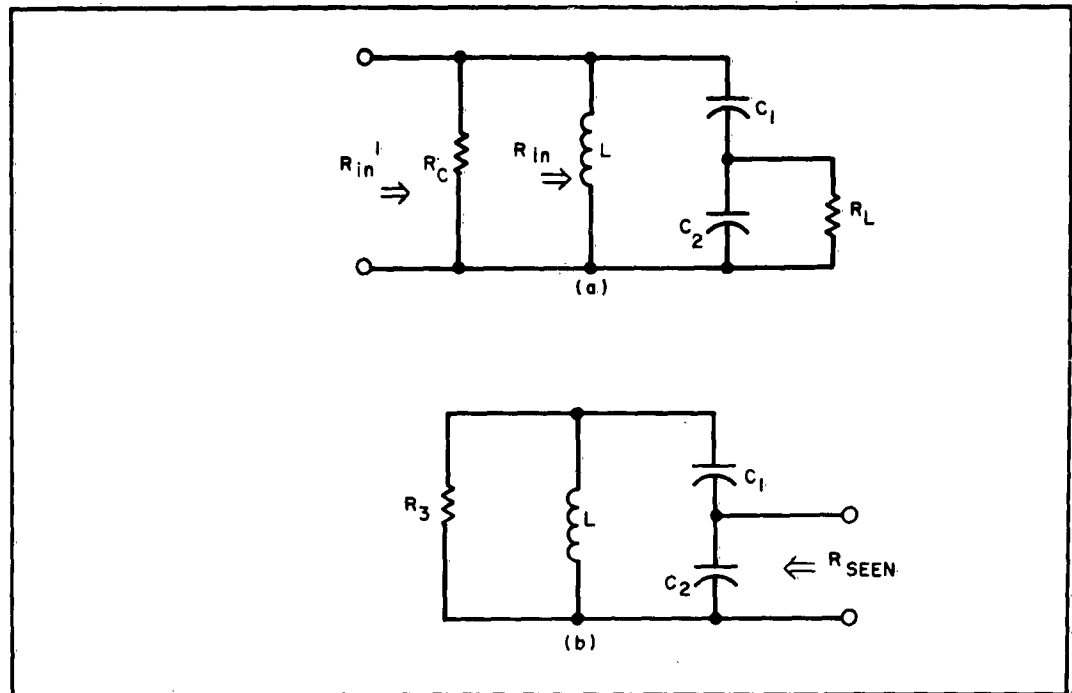 R_in' ⇒
R_C
R_in ⇒
L
C_1
C_2
R_L
(a)
R_3
L
C_1
C_2
⇐ R_SEEN
(b)